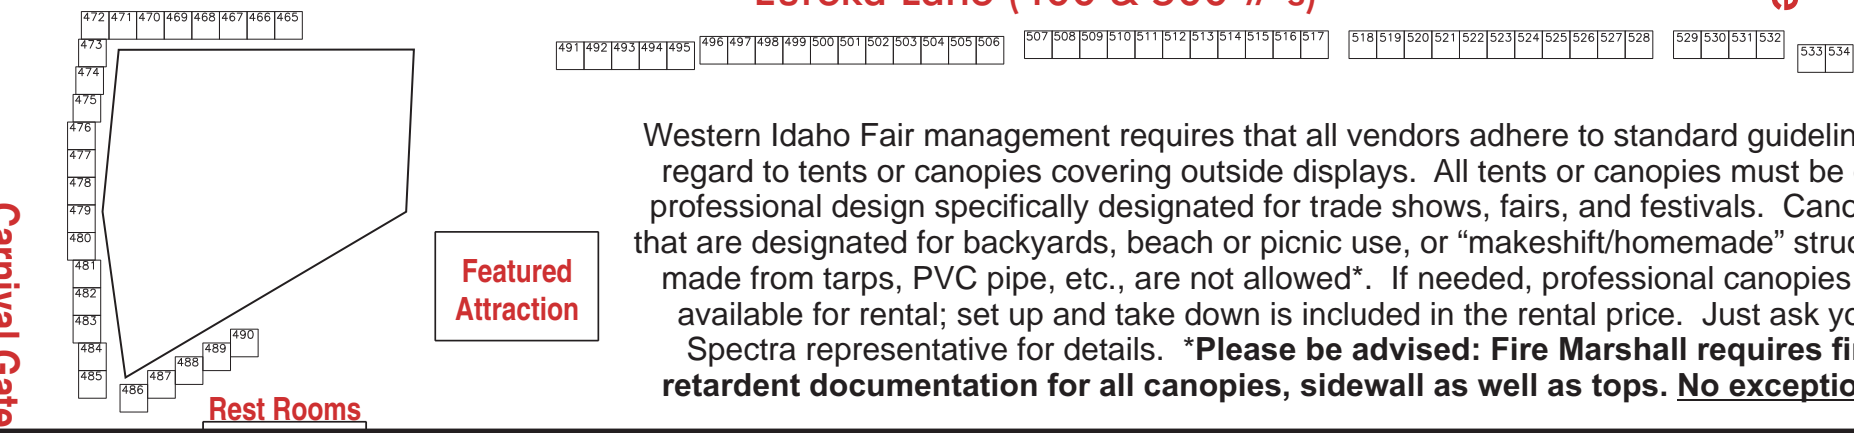 Eureka Lane (400 & 500 #'s)
472 471 470 469 468 467 466 465
473
474
475
476
477
478
479
480
481
482
483
484
485
486
487
488
489
490
491 492 493 494 495
496 497 498 499 500 501 502 503 504 505 506
507 508 509 510 511 512 513 514 515 516 517
518 519 520 521 522 523 524 525 526 527 528
529 530 531 532
533 534
Carnival Gate
Featured
Attraction
Rest Rooms
Western Idaho Fair management requires that all vendors adhere to standard guidelin
regard to tents or canopies covering outside displays. All tents or canopies must be
professional design specifically designated for trade shows, fairs, and festivals. Cano
that are designated for backyards, beach or picnic use, or “makeshift/homemade” struc
made from tarps, PVC pipe, etc., are not allowed*. If needed, professional canopies
available for rental; set up and take down is included in the rental price. Just ask yo
Spectra representative for details. *Please be advised: Fire Marshall requires fir
retardent documentation for all canopies, sidewall as well as tops. No exceptio